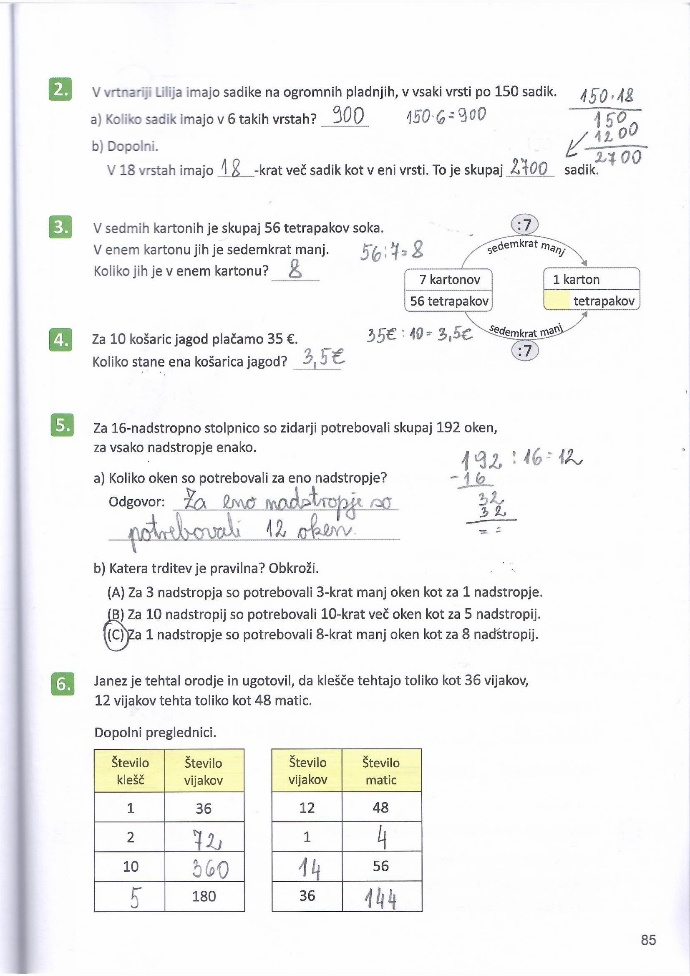 2. V vrtnariji Lilija imajo sadike na ogromnih pladnjih, v vsaki vrsti po 150 sadik.
150·18
150
1200
2700
a) Koliko sadik imajo v 6 takih vrstah? 900 150·6=900
b) Dopolni.
V 18 vrstah imajo 18 -krat več sadik kot v eni vrsti. To je skupaj 2700 sadik.
3. V sedmih kartonih je skupaj 56 tetrapakov soka.
V enem kartonu jih je sedemkrat manj. 56:7=8
Koliko jih je v enem kartonu? 8
:7
sedemkrat manj
7 kartonov 1 karton
56 tetrapakov tetrapakov
sedemkrat manj
:7
4. Za 10 košaric jagod plačamo 35 €. 35€ : 10 = 3,5€
Koliko stane ena košarica jagod? 3,5€
5. Za 16-nadstropno stolpnico so zidarji potrebovali skupaj 192 oken,
za vsako nadstropje enako.
192 : 16 = 12
-16
32
32
= =
a) Koliko oken so potrebovali za eno nadstropje?
Odgovor: Za eno nadstropje so
potrebovali 12 oken.
b) Katera trditev je pravilna? Obkroži.
(A) Za 3 nadstropja so potrebovali 3-krat manj oken kot za 1 nadstropje.
(B) Za 10 nadstropij so potrebovali 10-krat več oken kot za 5 nadstropij.
(C) Za 1 nadstropje so potrebovali 8-krat manj oken kot za 8 nadstropij.
6. Janez je tehtal orodje in ugotovil, da klešče tehtajo toliko kot 36 vijakov,
12 vijakov tehta toliko kot 48 matic.
Dopolni preglednici.
Število klešč Število vijakov
1 36
2 72
10 360
5 180
Število vijakov Število matic
12 48
1 4
14 56
36 144
85